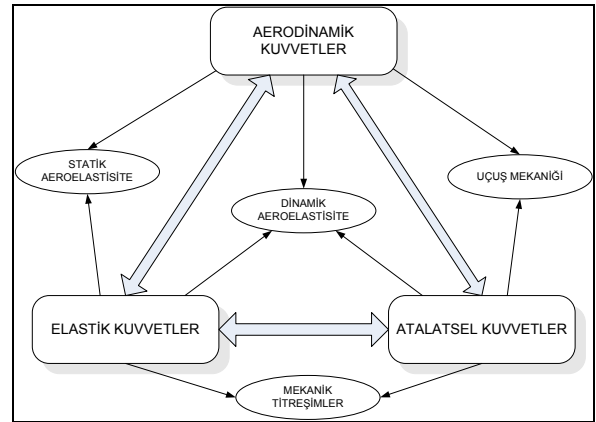 AERODİNAMİK
KUVVETLER
STATİK
AEROELASTİSİTE
UÇUŞ MEKANİĞİ
DİNAMİK
AEROELASTİSİTE
ELASTİK KUVVETLER
ATALATSEL KUVVETLER
MEKANİK
TİTREŞİMLER